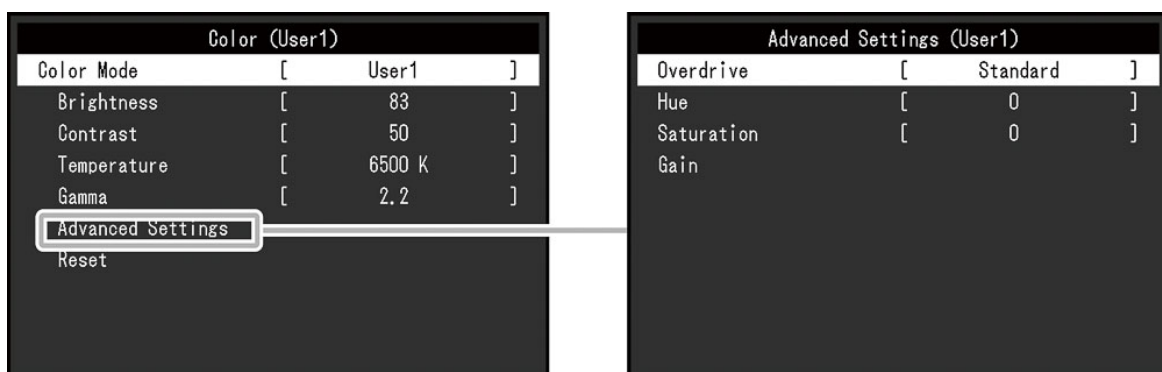 Color (User1)
Color Mode [ User1 ]
Brightness [ 83 ]
Contrast [ 50 ]
Temperature [ 6500 K ]
Gamma [ 2.2 ]
Advanced Settings
Reset
Advanced Settings (User1)
Overdrive [ Standard ]
Hue [ 0 ]
Saturation [ 0 ]
Gain